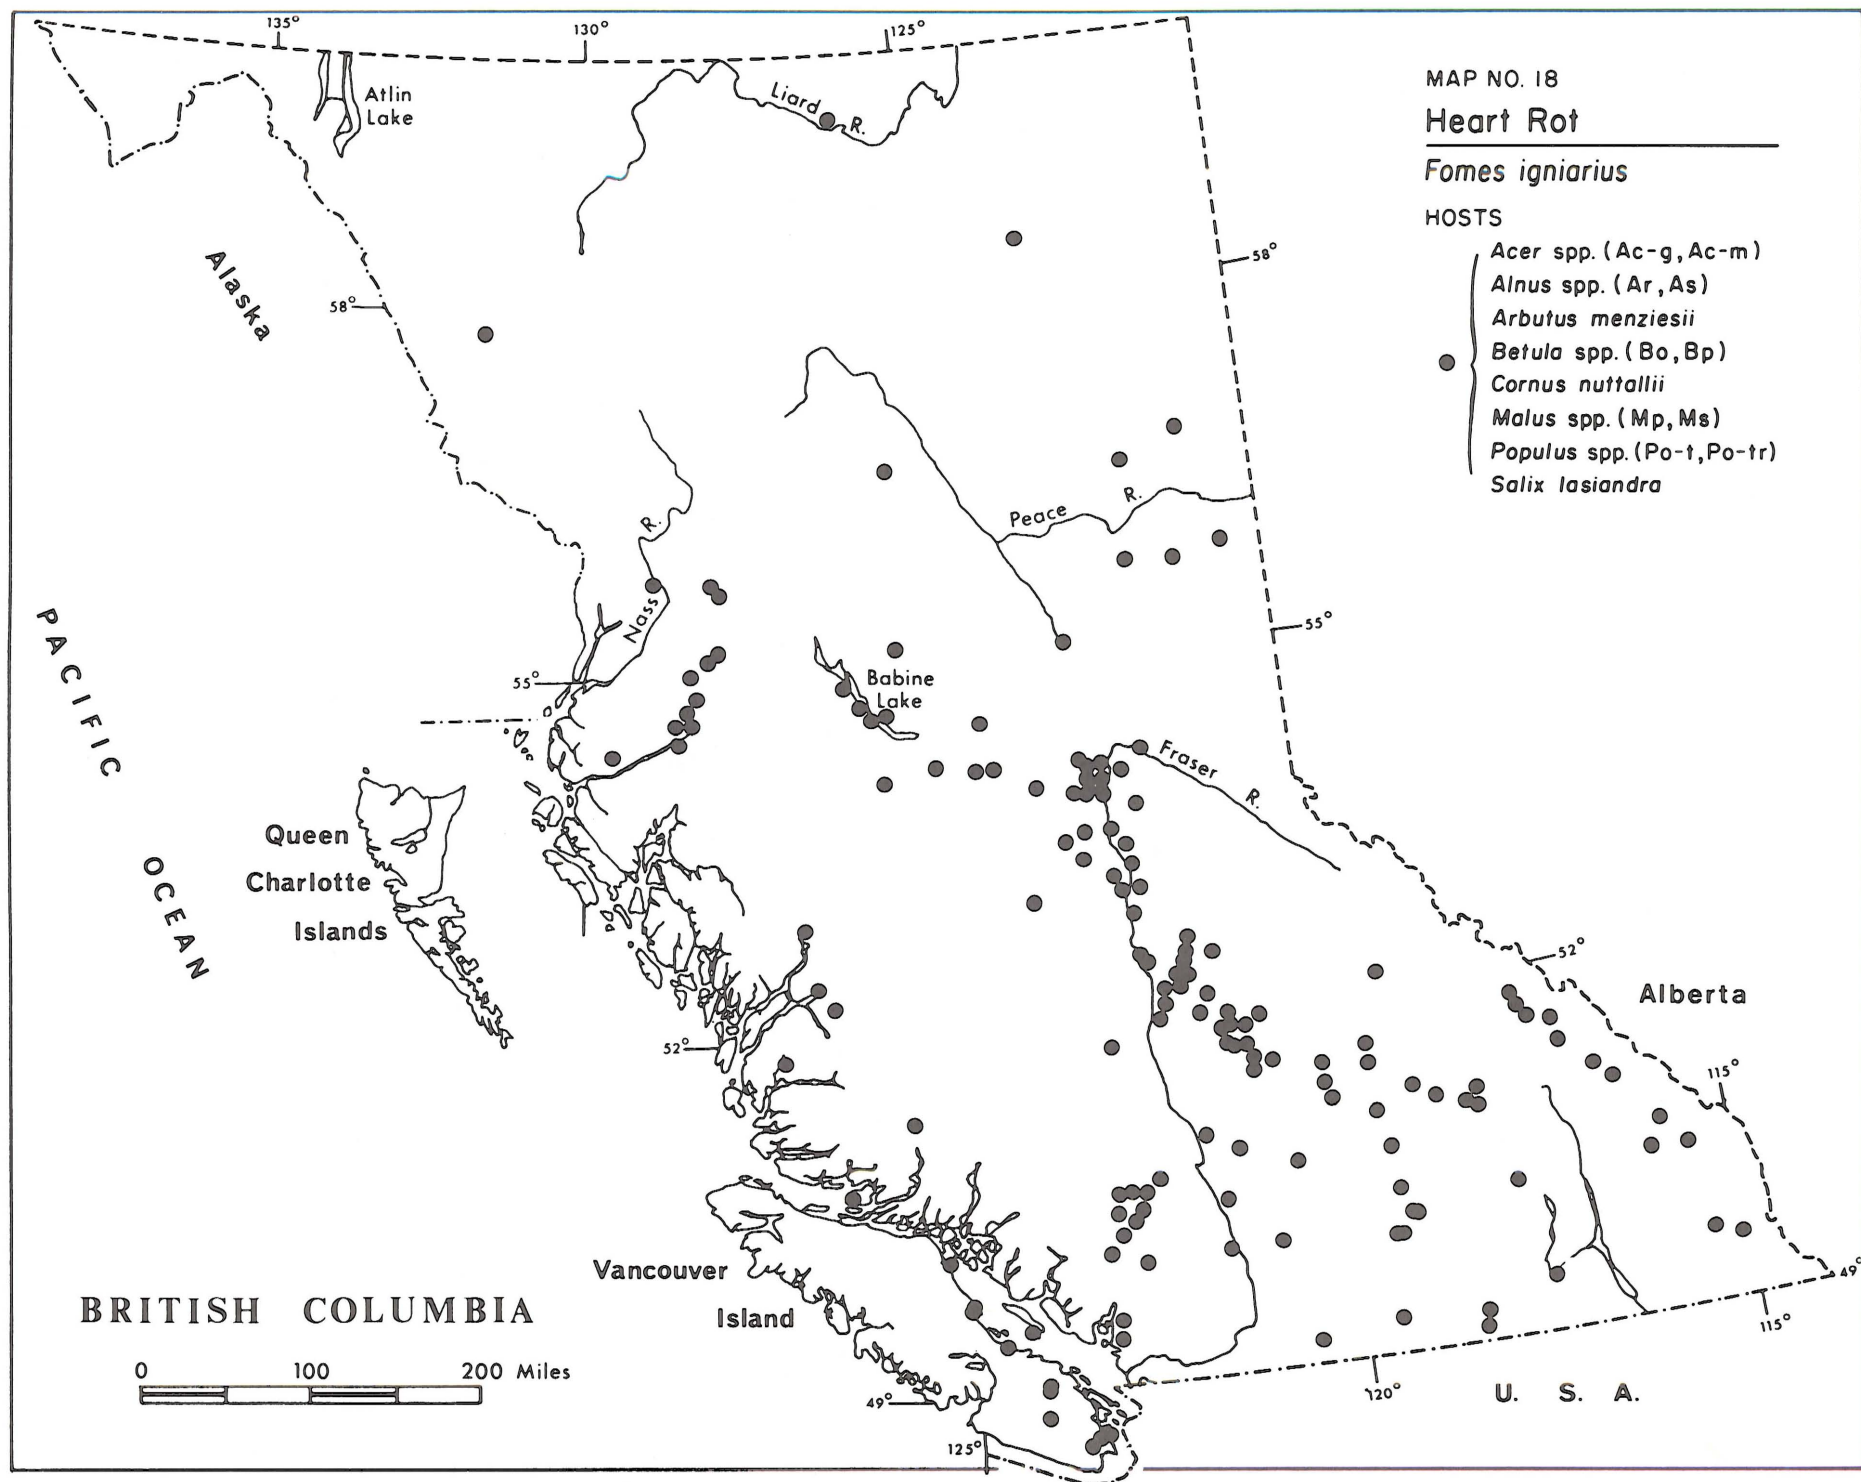 135°
130°
125°
Atlin
Lake
Liard R.
MAP NO. 18
Heart Rot
Fomes igniarius
HOSTS
Acer spp. (Ac-g, Ac-m)
Alnus spp. (Ar, As)
Arbutus menziesii
Betula spp. (Bo, Bp)
Cornus nuttallii
Malus spp. (Mp, Ms)
Populus spp. (Po-t, Po-tr)
Salix lasiandra
Alaska
58°
58°
Peace R.
Nass R.
55°
55°
Babine
Lake
PACIFIC
OCEAN
Fraser R.
Queen
Charlotte
Islands
52°
52°
Alberta
115°
Vancouver
Island
BRITISH COLUMBIA
0 100 200 Miles
49°
49°
115°
120°
125°
U. S. A.